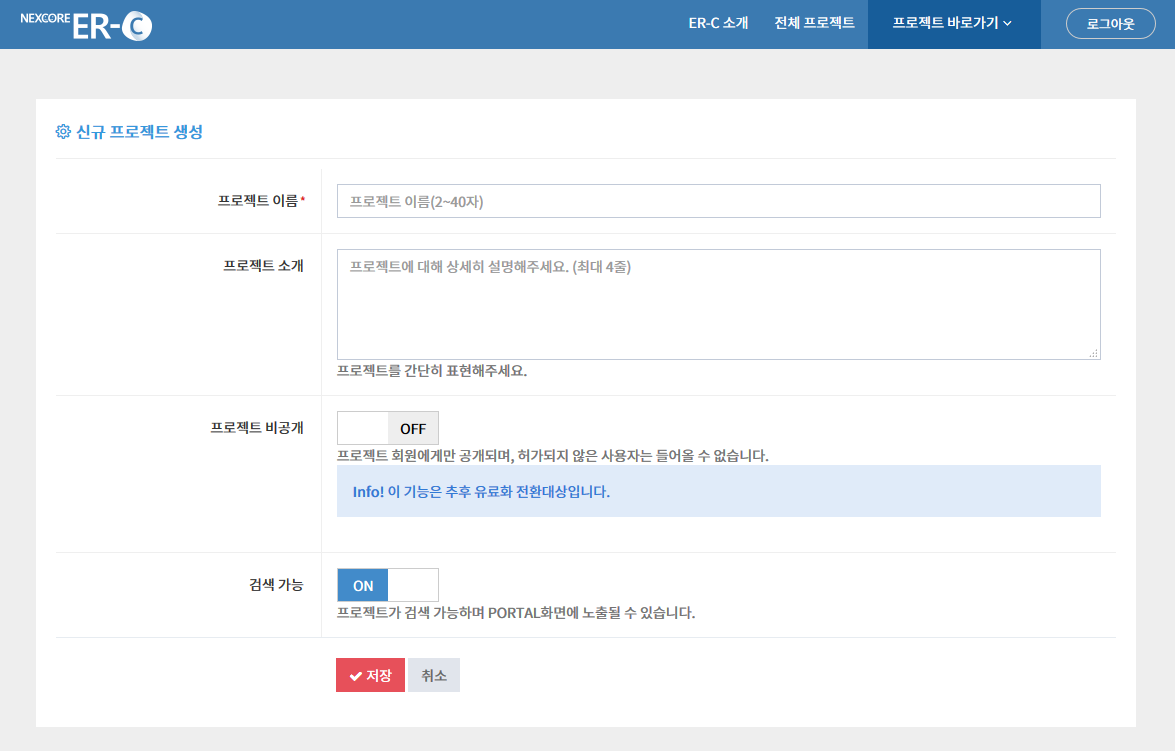 NEXCORE ER-C
ER-C 소개 전체 프로젝트 프로젝트 바로가기 로그아웃
신규 프로젝트 생성
프로젝트 이름* 프로젝트 이름(2~40자)
프로젝트 소개 프로젝트에 대해 상세히 설명해주세요. (최대 4줄)
프로젝트를 간단히 표현해주세요.
프로젝트 비공개 OFF
프로젝트 회원에게만 공개되며, 허가되지 않은 사용자는 들어올 수 없습니다.
Info! 이 기능은 추후 유료화 전환대상입니다.
검색 가능 ON
프로젝트가 검색 가능하며 PORTAL화면에 노출될 수 있습니다.
저장 취소